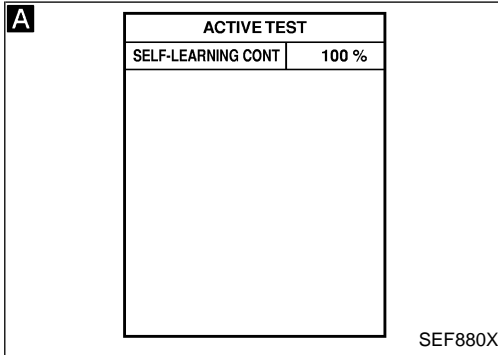 A
ACTIVE TEST
SELF-LEARNING CONT 100 %
SEF880X